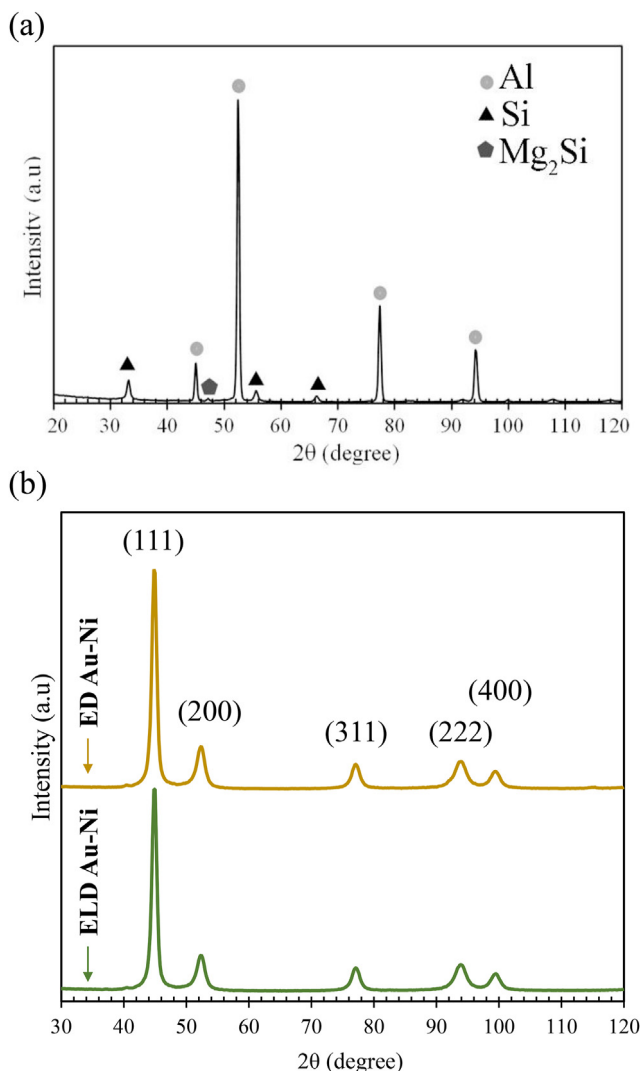 (a)
Al
Si
Mg₂Si
Intensity (a.u)
20 30 40 50 60 70 80 90 100 110 120
2θ (degree)
(b)
(111)
(200)
(311)
(222)
(400)
ED Au-Ni
ELD Au-Ni
Intensity (a.u)
30 40 50 60 70 80 90 100 110 120
2θ (degree)